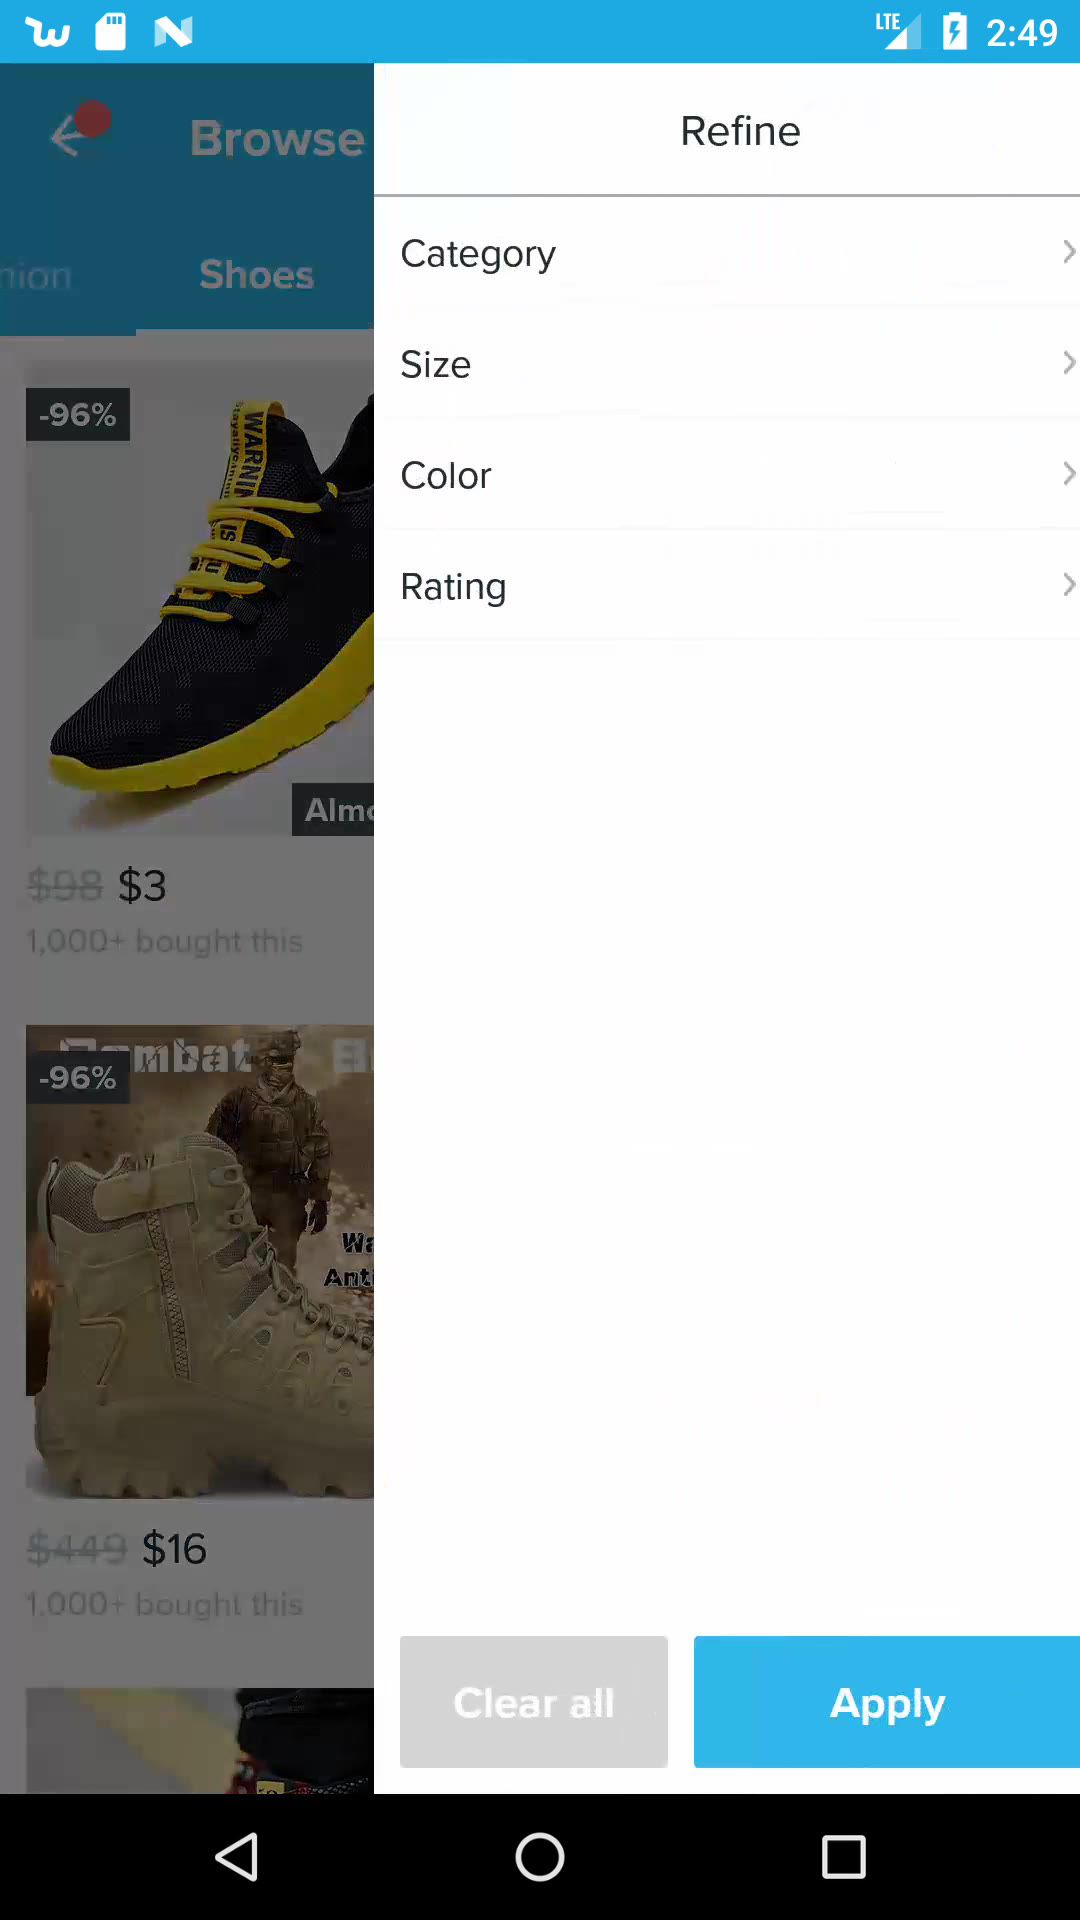 LTE 2:49
Browse
Refine
nion
Shoes
Category
Size
Color
Rating
-96%
WARNIN
Almo
$98 $3
1,000+ bought this
-96%
Combat
Wa
Anti
$449 $16
1,000+ bought this
Clear all
Apply